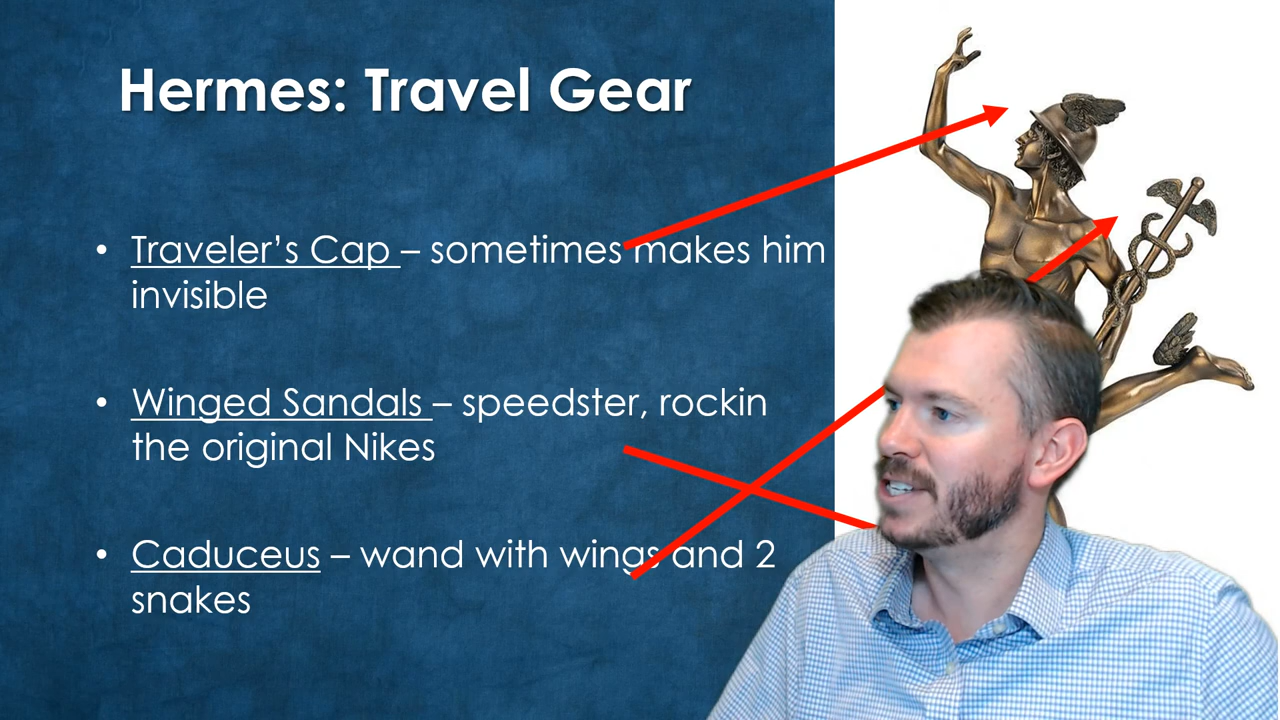 Hermes: Travel Gear
• Traveler's Cap – sometimes makes him
invisible
• Winged Sandals – speedster, rockin
the original Nikes
• Caduceus – wand with wings and 2
snakes